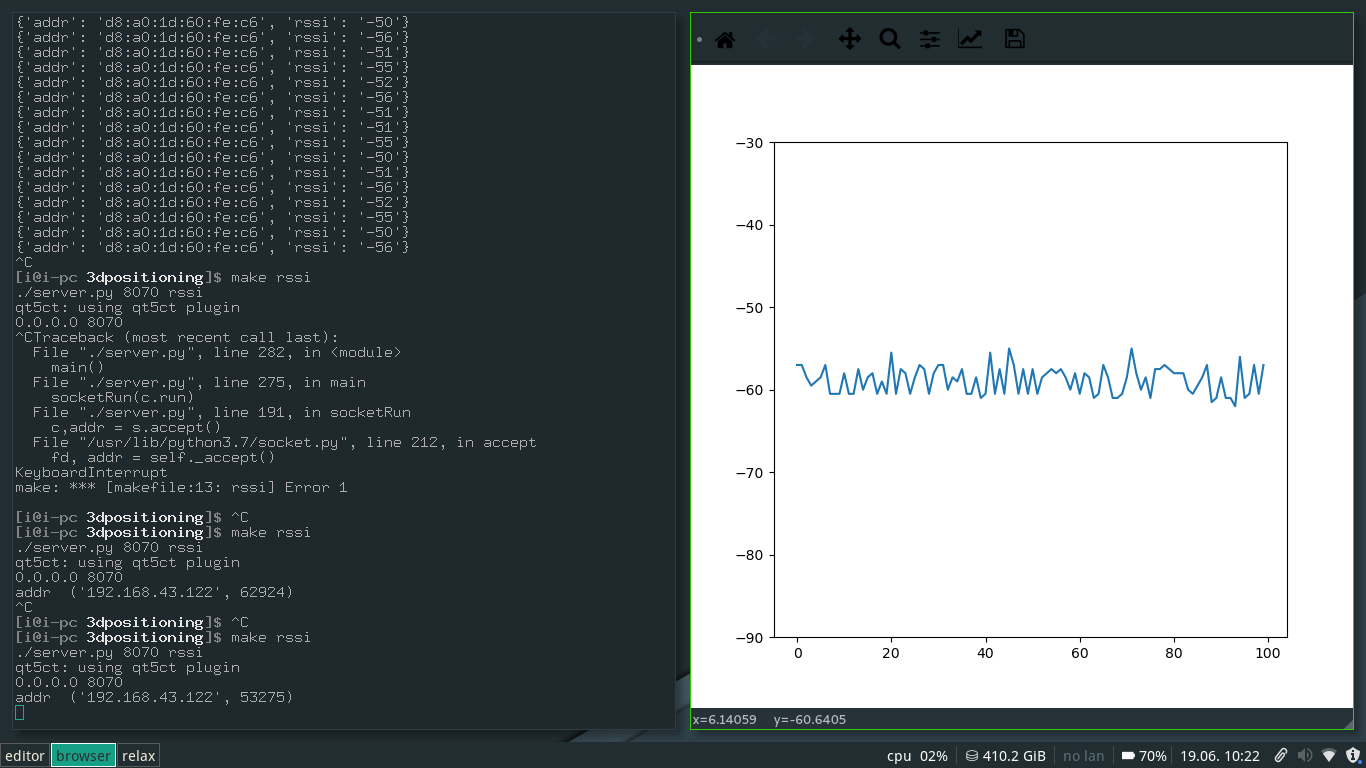 {'addr': 'd8:a0:1d:60:fe:c6', 'rssi': '-50'}
{'addr': 'd8:a0:1d:60:fe:c6', 'rssi': '-56'}
{'addr': 'd8:a0:1d:60:fe:c6', 'rssi': '-51'}
{'addr': 'd8:a0:1d:60:fe:c6', 'rssi': '-55'}
{'addr': 'd8:a0:1d:60:fe:c6', 'rssi': '-52'}
{'addr': 'd8:a0:1d:60:fe:c6', 'rssi': '-56'}
{'addr': 'd8:a0:1d:60:fe:c6', 'rssi': '-51'}
{'addr': 'd8:a0:1d:60:fe:c6', 'rssi': '-51'}
{'addr': 'd8:a0:1d:60:fe:c6', 'rssi': '-55'}
{'addr': 'd8:a0:1d:60:fe:c6', 'rssi': '-50'}
{'addr': 'd8:a0:1d:60:fe:c6', 'rssi': '-51'}
{'addr': 'd8:a0:1d:60:fe:c6', 'rssi': '-56'}
{'addr': 'd8:a0:1d:60:fe:c6', 'rssi': '-52'}
{'addr': 'd8:a0:1d:60:fe:c6', 'rssi': '-55'}
{'addr': 'd8:a0:1d:60:fe:c6', 'rssi': '-50'}
{'addr': 'd8:a0:1d:60:fe:c6', 'rssi': '-56'}
^C
[i@i-pc 3dpositioning]$ make rssi
./server.py 8070 rssi
qt5ct: using qt5ct plugin
0.0.0.0 8070
^CTraceback (most recent call last):
  File "./server.py", line 282, in <module>
    main()
  File "./server.py", line 275, in main
    socketRun(c.run)
  File "./server.py", line 191, in socketRun
    c,addr = s.accept()
  File "/usr/lib/python3.7/socket.py", line 212, in accept
    fd, addr = self._accept()
KeyboardInterrupt
make: *** [makefile:13: rssi] Error 1
[i@i-pc 3dpositioning]$ ^C
[i@i-pc 3dpositioning]$ make rssi
./server.py 8070 rssi
qt5ct: using qt5ct plugin
0.0.0.0 8070
addr  ('192.168.43.122', 62924)
^C
[i@i-pc 3dpositioning]$ ^C
[i@i-pc 3dpositioning]$ make rssi
./server.py 8070 rssi
qt5ct: using qt5ct plugin
0.0.0.0 8070
addr  ('192.168.43.122', 53275)
−30
−40
−50
−60
−70
−80
−90
0 20 40 60 80 100
x=6.14059 y=-60.6405
editor browser relax
cpu 02% 410.2 GiB no lan 70% 19.06. 10:22